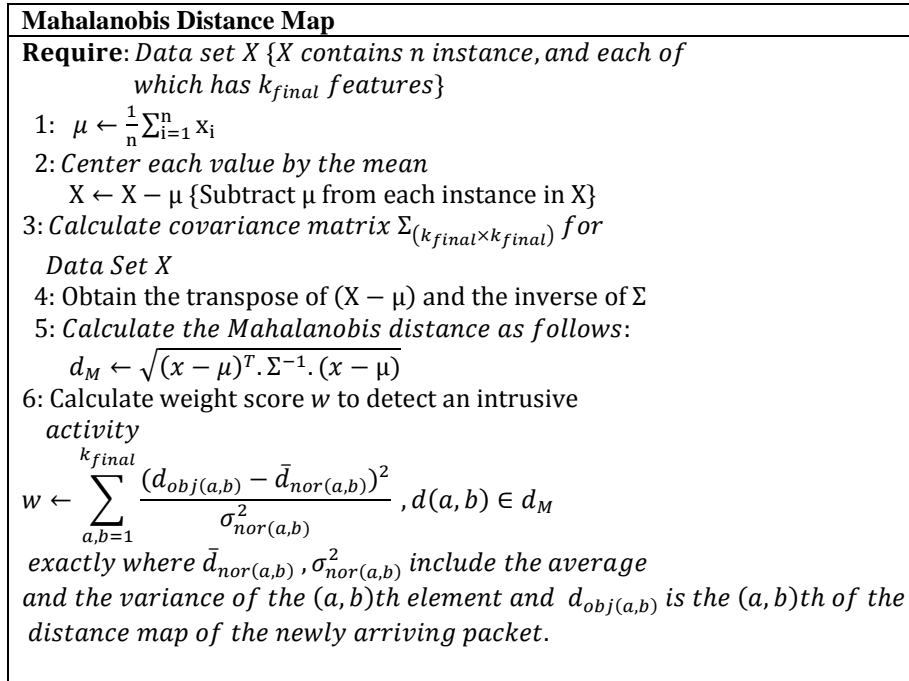 Mahalanobis Distance Map
Require: Data set X {X contains n instance, and each of
which has k_final features}
1: μ ← 1/n ∑_{i=1}^{n} x_i
2: Center each value by the mean
X ← X − μ {Subtract μ from each instance in X}
3: Calculate covariance matrix Σ_(k_final×k_final) for
Data Set X
4: Obtain the transpose of (X − μ) and the inverse of Σ
5: Calculate the Mahalanobis distance as follows:
d_M ← √((x − μ)^T . Σ^−1 . (x − μ))
6: Calculate weight score w to detect an intrusive
activity
w ← ∑_{a,b=1}^{k_final} (d_obj(a,b) − d̄_nor(a,b))^2 / σ^2_nor(a,b) , d(a, b) ∈ d_M
exactly where d̄_nor(a,b) , σ^2_nor(a,b) include the average
and the variance of the (a, b)th element and d_obj(a,b) is the (a, b)th of the
distance map of the newly arriving packet.